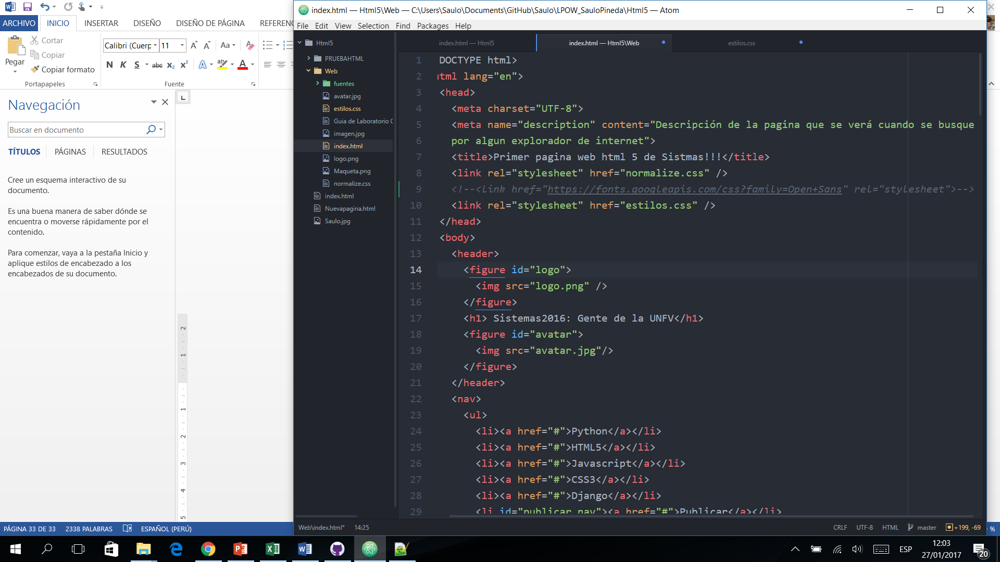 ARCHIVO INICIO INSERTAR DISEÑO DISEÑO DE PÁGINA REFERENC
Pegar
Cortar
Copiar
Copiar formato
Portapapeles
Calibri (Cuerp 11
Aa
N K S abc x₂ x² A ab A
Fuente
Navegación
Buscar en documento
TÍTULOS PÁGINAS RESULTADOS
Cree un esquema interactivo de su
documento.
Es una buena manera de saber dónde se
encuentra o moverse rápidamente por el
contenido.
Para comenzar, vaya a la pestaña Inicio y
aplique estilos de encabezado a los
encabezados de su documento.
L
2
1
1
2
3
4
5
PÁGINA 33 DE 33 2338 PALABRAS ESPAÑOL (PERÚ)
%
index.html — Html5\Web — C:\Users\Saulo\Documents\GitHub\Saulo\LPOW_SauloPineda\Html5 — Atom
File Edit View Selection Find Packages Help
Html5
PRUEBAHTML
Web
fuentes
avatar.jpg
estilos.css
Guia de Laboratorio C
imagen.jpg
index.html
logo.png
Maqueta.png
normalize.css
index.html
Nuevapagina.html
Saulo.jpg
index.html — Html5 index.html — Html5\Web estilos.css
1 DOCTYPE html>
2 html lang="en">
3 <head>
4 <meta charset="UTF-8">
5 <meta name="description" content="Descripción de la pagina que se verá cuando se busque
6 por algun explorador de internet">
7 <title>Primer pagina web html 5 de Sistmas!!!</title>
8 <link rel="stylesheet" href="normalize.css" />
9 <!--<link href="https://fonts.googleapis.com/css?family=Open+Sans" rel="stylesheet">-->
10 <link rel="stylesheet" href="estilos.css" />
11 </head>
12 <body>
13 <header>
14 <figure id="logo">
15 <img src="logo.png" />
16 </figure>
17 <h1> Sistemas2016: Gente de la UNFV</h1>
18 <figure id="avatar">
19 <img src="avatar.jpg"/>
20 </figure>
21 </header>
22 <nav>
23 <ul>
24 <li><a href="#">Python</a></li>
25 <li><a href="#">HTML5</a></li>
26 <li><a href="#">Javascript</a></li>
27 <li><a href="#">CSS3</a></li>
28 <li><a href="#">Django</a></li>
29 <li id="publicar_nav"><a href="#">Publicar</a></li>
Web\index.html* 14:25 CRLF UTF-8 HTML master +199, -69
ESP
12:03
27/01/2017
20